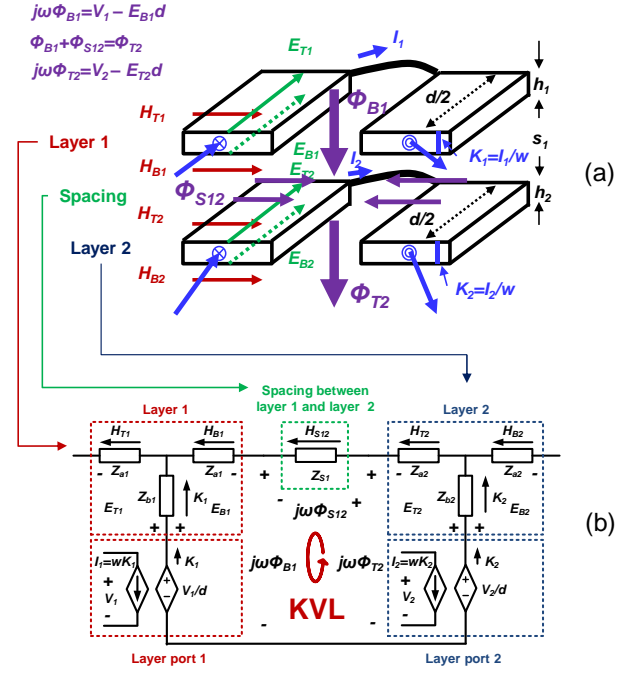 jωΦB1=V1 – EB1d
ΦB1+ΦS12=ΦT2
jωΦT2=V2 – ET2d
ET1
I1
HT1
ΦB1
d/2
h1
Layer 1
HB1
EB1
ET2
I2
K1=I1/w
s1
(a)
Spacing
ΦS12
HT2
d/2
h2
Layer 2
HB2
EB2
ΦT2
K2=I2/w
Spacing between
layer 1 and layer 2
Layer 1
Layer 2
HT1
HB1
HS12
HT2
HB2
- Za1
Za1 -
+
ZS1
+
- Za2
Za2 -
Zb1
K1
- +
Zb2
K2
ET1
EB1
jωΦS12
ET2
EB2
(b)
+ +
+ +
I1=wK1
K1
jωΦB1
jωΦT2
I2=wK2
K2
+
V1
-
+
–
V1/d
KVL
+
V2
-
+
–
V2/d
- -
Layer port 1
Layer port 2